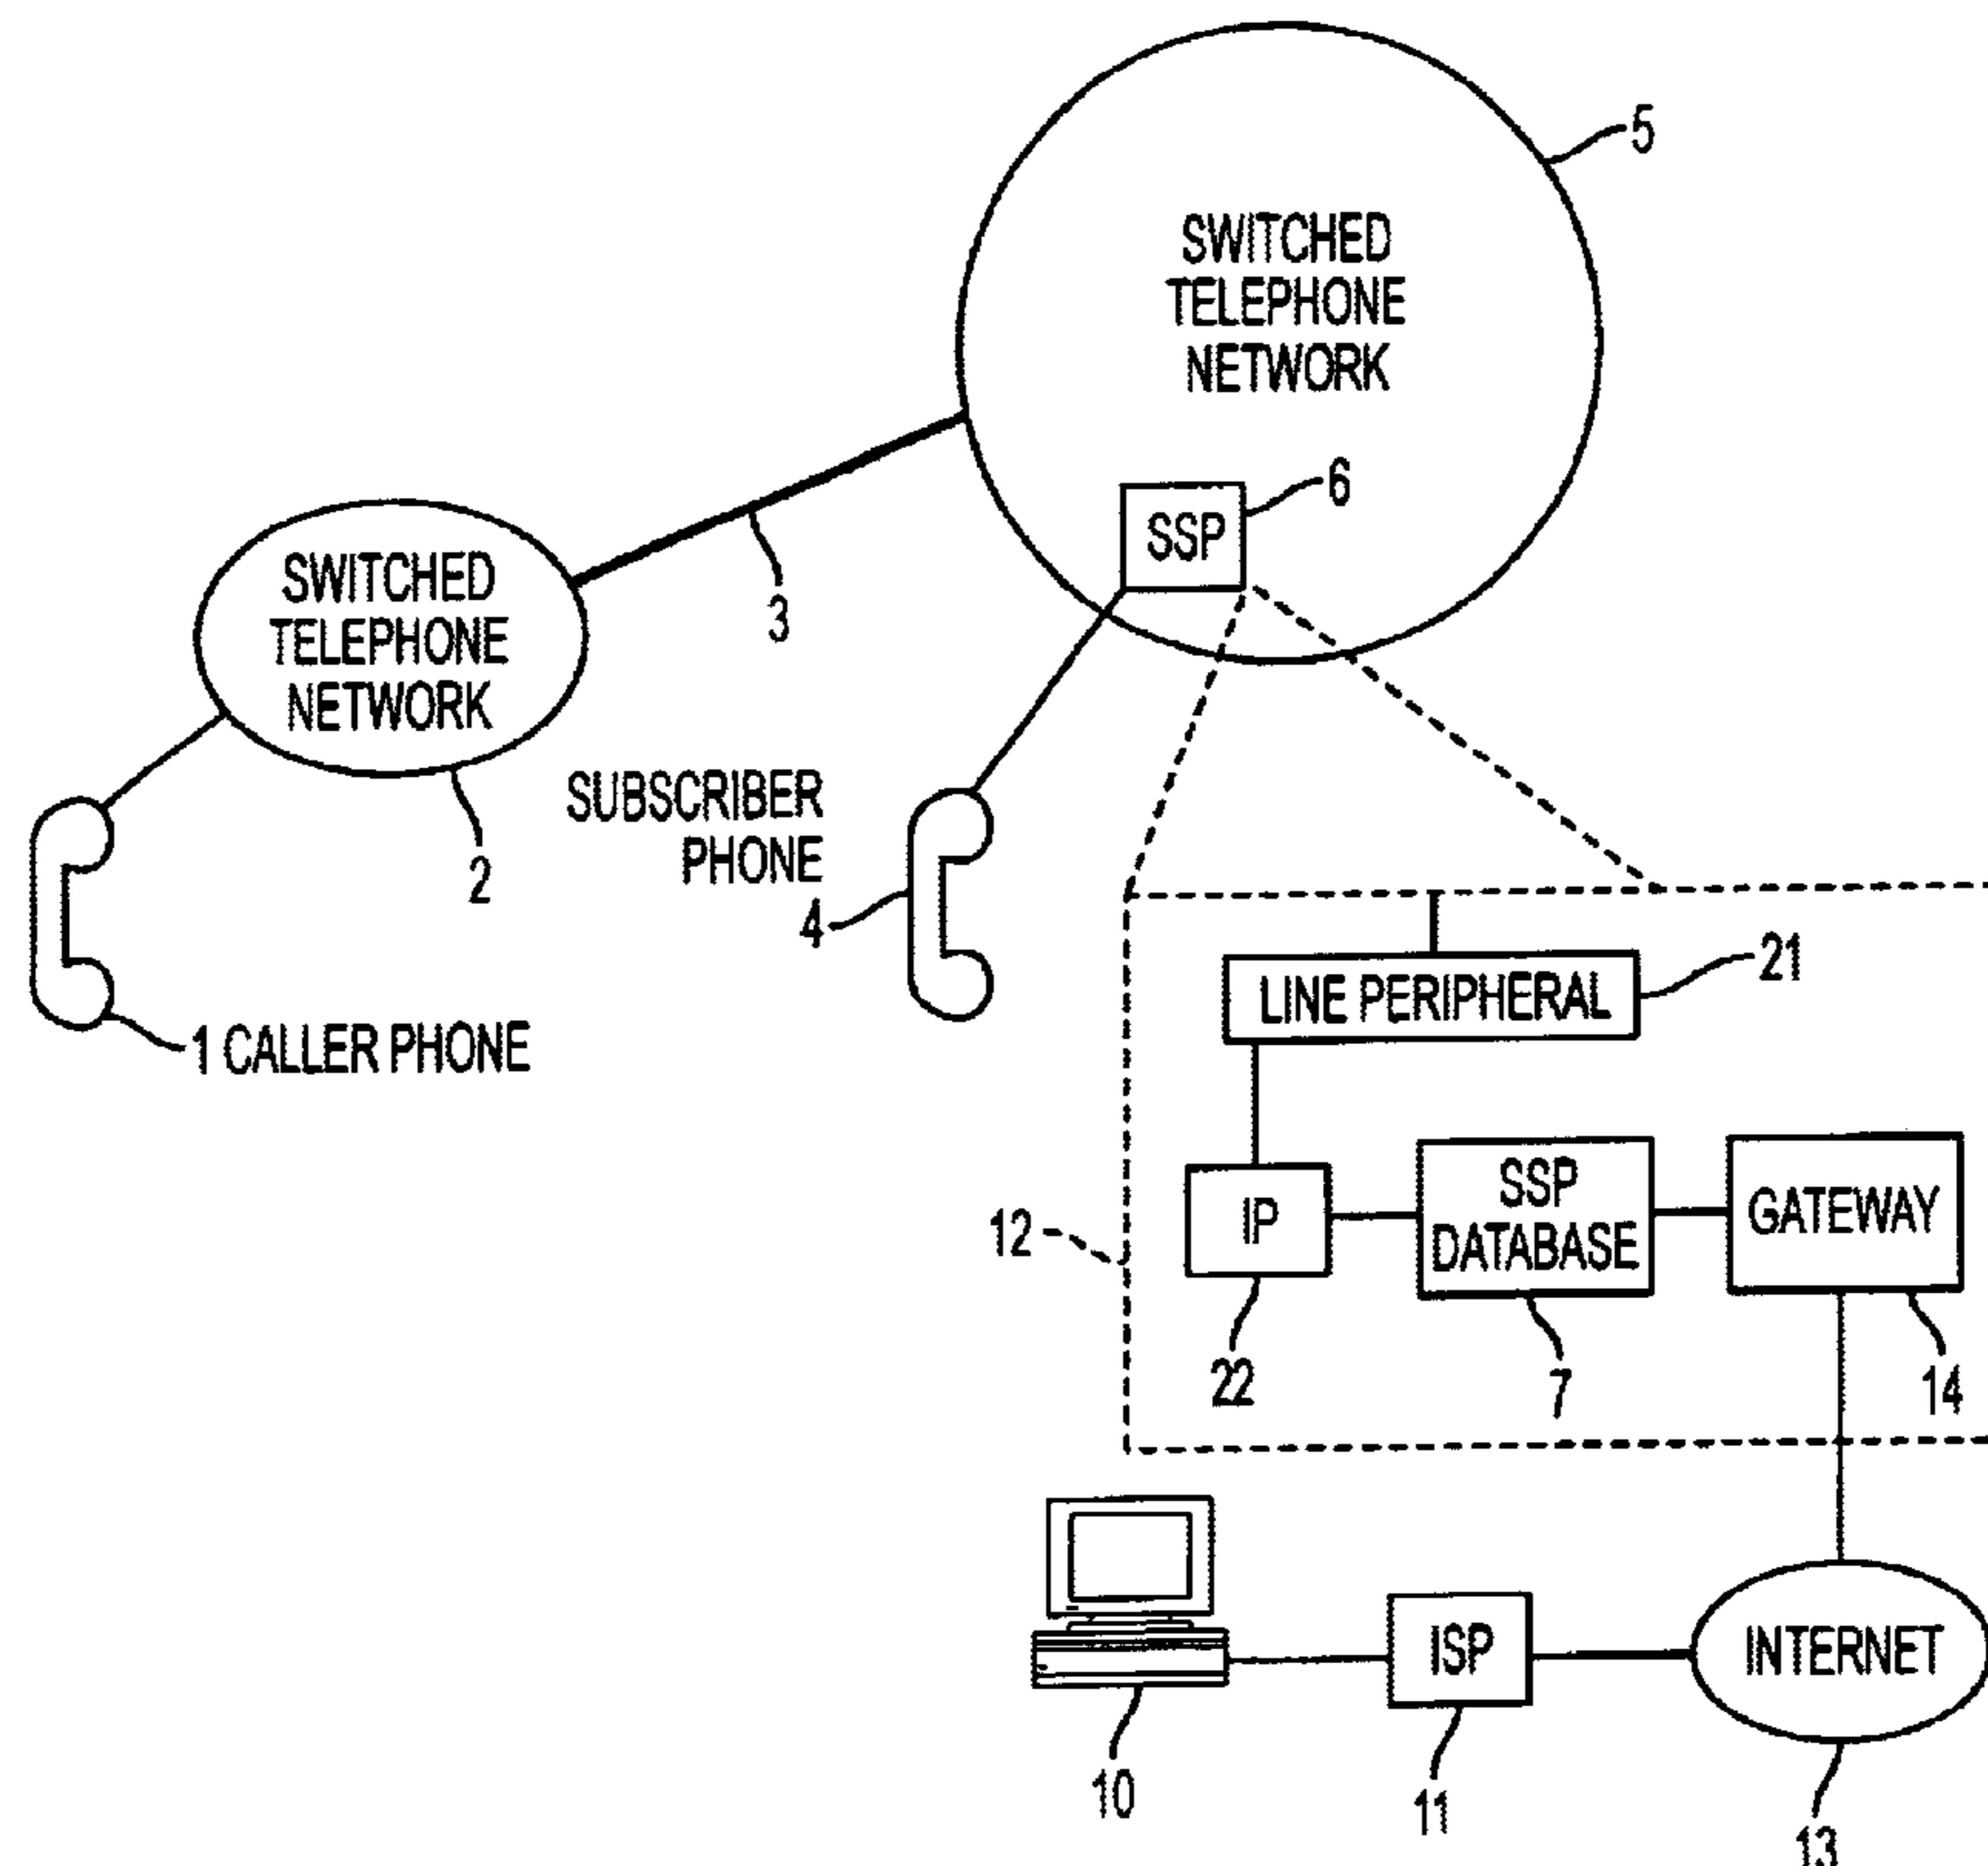 5
SWITCHED
TELEPHONE
NETWORK
6
SSP
3
SWITCHED
TELEPHONE
NETWORK
2
SUBSCRIBER
PHONE
4
1 CALLER PHONE
21
LINE PERIPHERAL
12
IP
SSP
DATABASE
GATEWAY
22
7
14
ISP
INTERNET
10
11
13